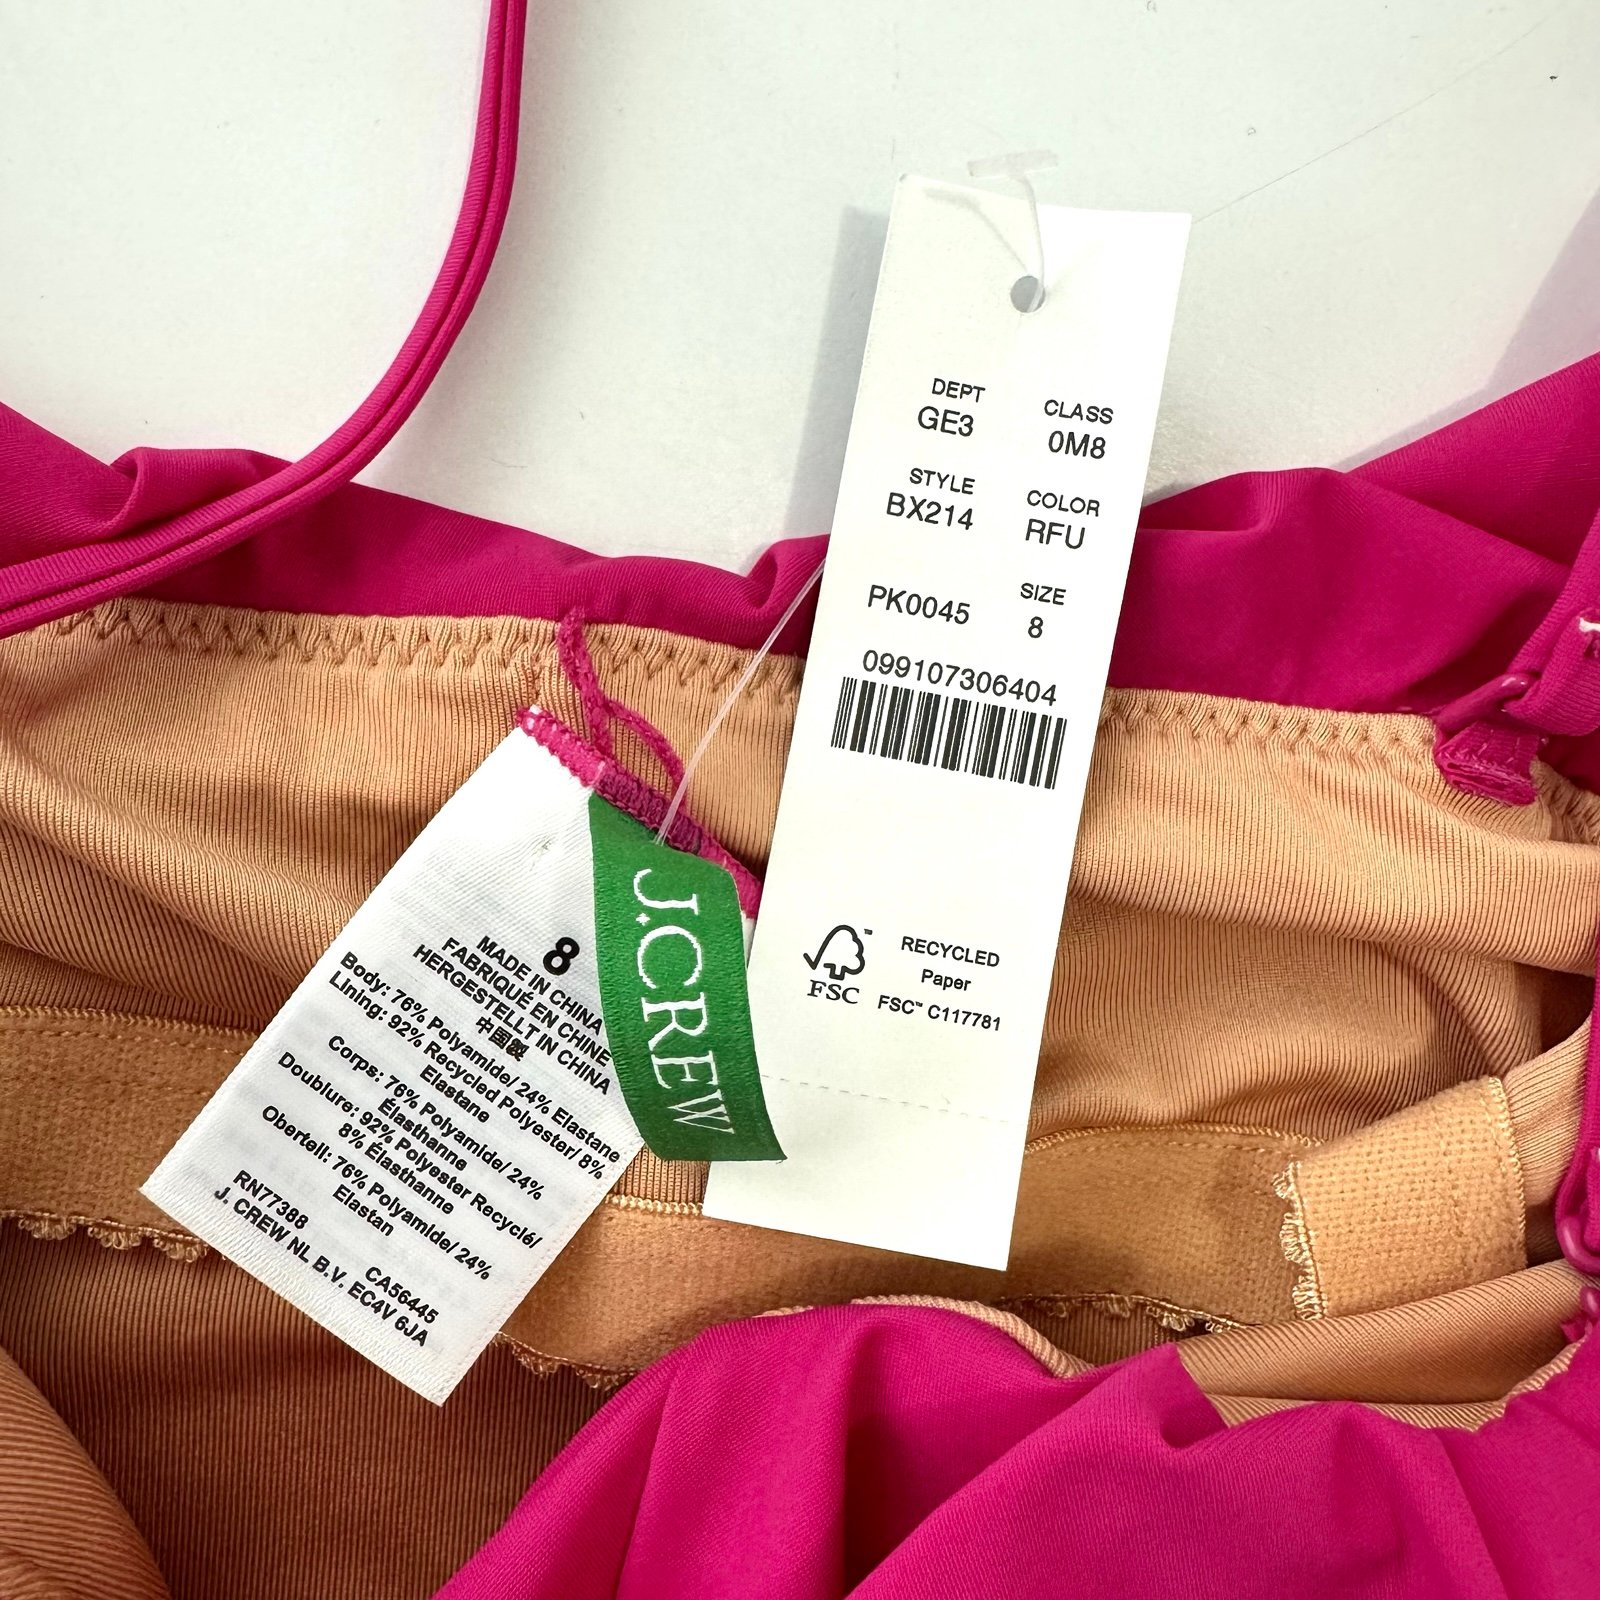 DEPT
GE3
CLASS
0M8
STYLE
BX214
COLOR
RFU
PK0045
SIZE
8
099107306404
FSC™
RECYCLED
Paper
FSC™ C117781
J.CREW
8
MADE IN CHINA
FABRIQUÉ EN CHINE
HERGESTELLT IN CHINA
中国製
Body: 76% Polyamide/ 24% Elastane
Lining: 92% Recycled Polyester/ 8%
Elastane
Corps: 76% Polyamide/ 24%
Élasthanne
Doublure: 92% Polyester Recyclé/
8% Élasthanne
Oberteil: 76% Polyamide/ 24%
Elastan
RN77388 CA56445
J. CREW NL B.V. EC4V 6JA